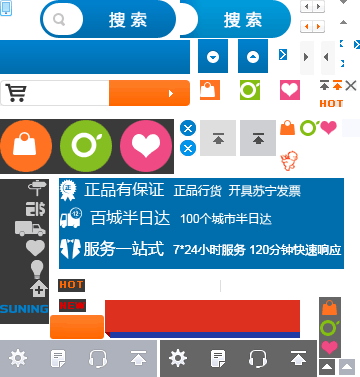 搜索 搜索
HOT
正品有保证 正品行货 开具苏宁发票
百城半日达 100个城市半日达
服务一站式 7*24小时服务 120分钟快速响应
HOT
NEW
SUNING